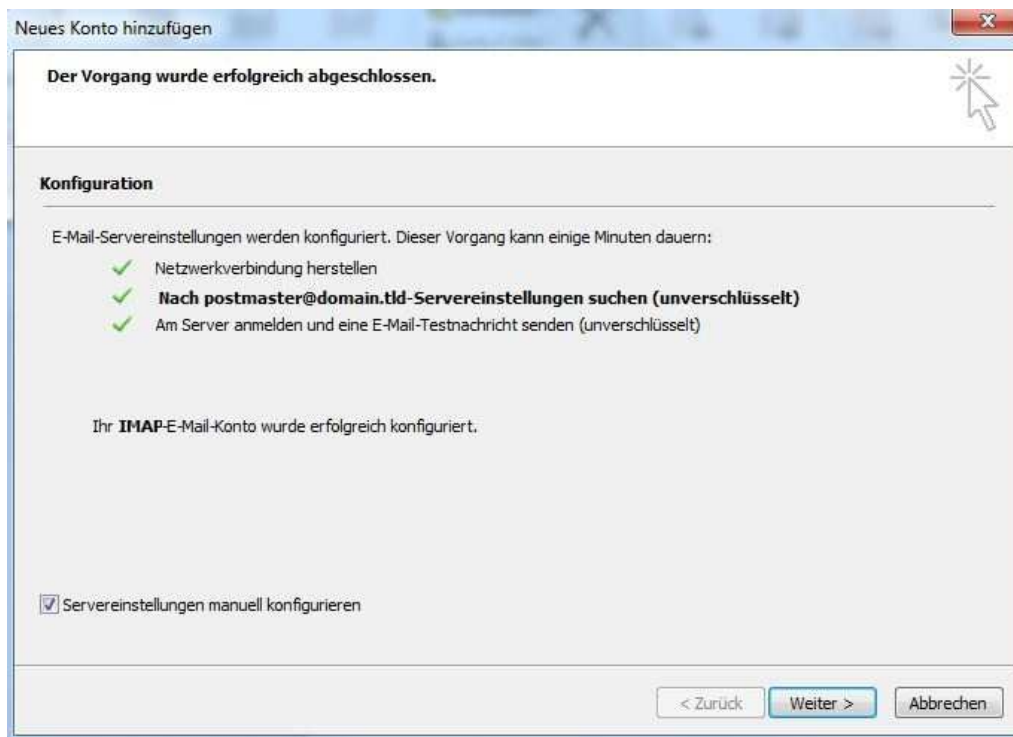 Neues Konto hinzufügen
Der Vorgang wurde erfolgreich abgeschlossen.
Konfiguration
E-Mail-Servereinstellungen werden konfiguriert. Dieser Vorgang kann einige Minuten dauern:
Netzwerkverbindung herstellen
Nach postmaster@domain.tld-Servereinstellungen suchen (unverschlüsselt)
Am Server anmelden und eine E-Mail-Testnachricht senden (unverschlüsselt)
Ihr IMAP-E-Mail-Konto wurde erfolgreich konfiguriert.
Servereinstellungen manuell konfigurieren
< Zurück Weiter > Abbrechen